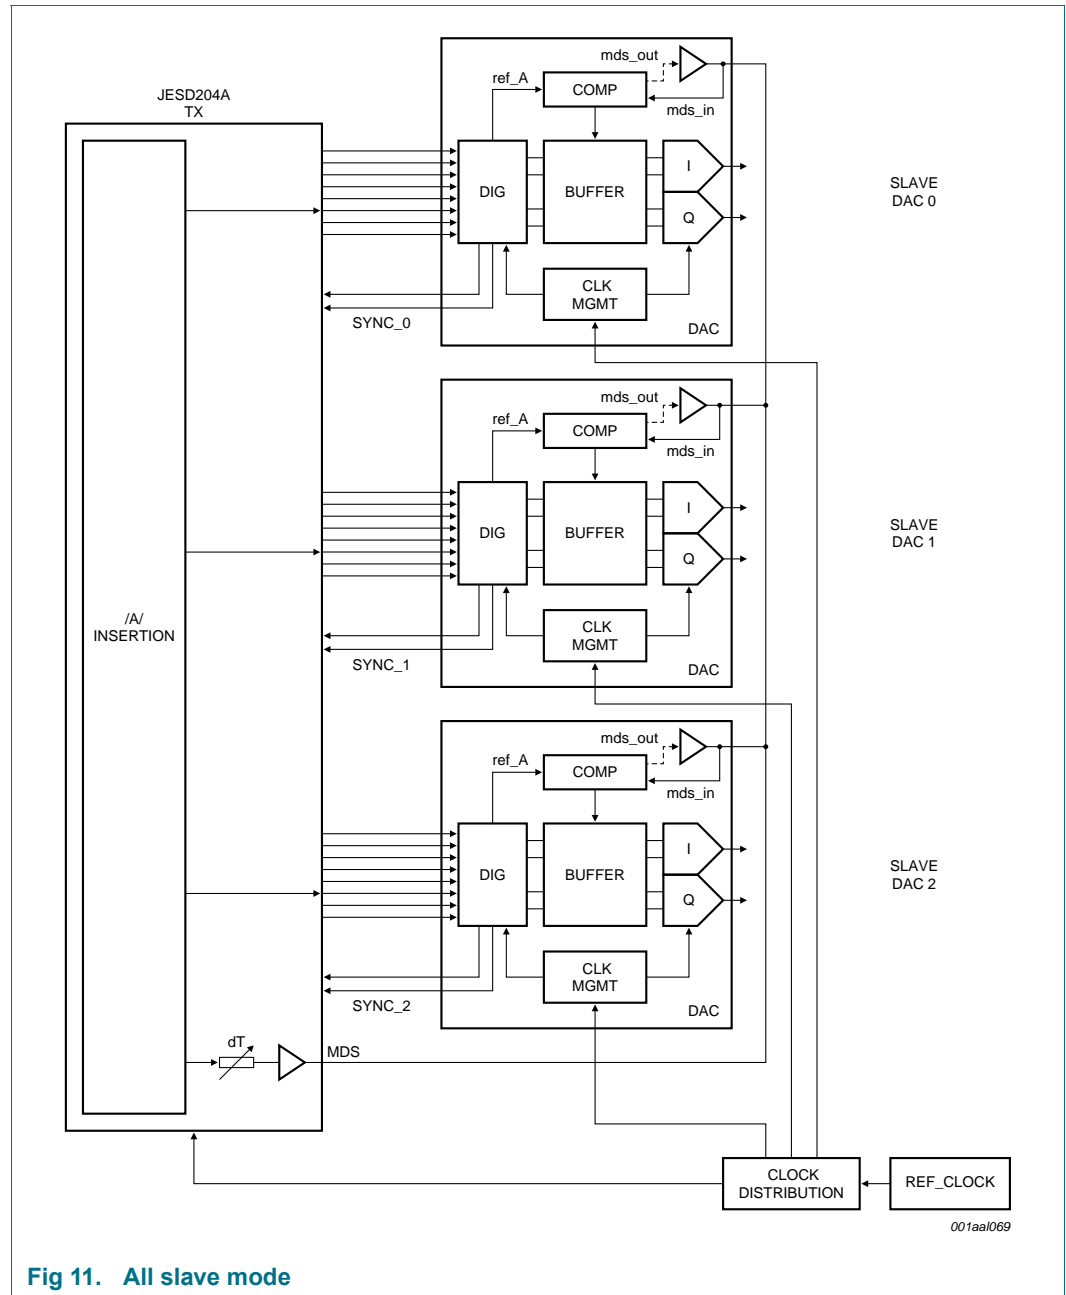 JESD204A
TX
/A/
INSERTION
dT
MDS
mds_out
ref_A
COMP
mds_in
DIG
BUFFER
I
Q
CLK
MGMT
DAC
SYNC_0
SLAVE
DAC 0
mds_out
ref_A
COMP
mds_in
DIG
BUFFER
I
Q
CLK
MGMT
DAC
SYNC_1
SLAVE
DAC 1
mds_out
ref_A
COMP
mds_in
DIG
BUFFER
I
Q
CLK
MGMT
DAC
SYNC_2
SLAVE
DAC 2
CLOCK
DISTRIBUTION
REF_CLOCK
001aal069
Fig 11. All slave mode